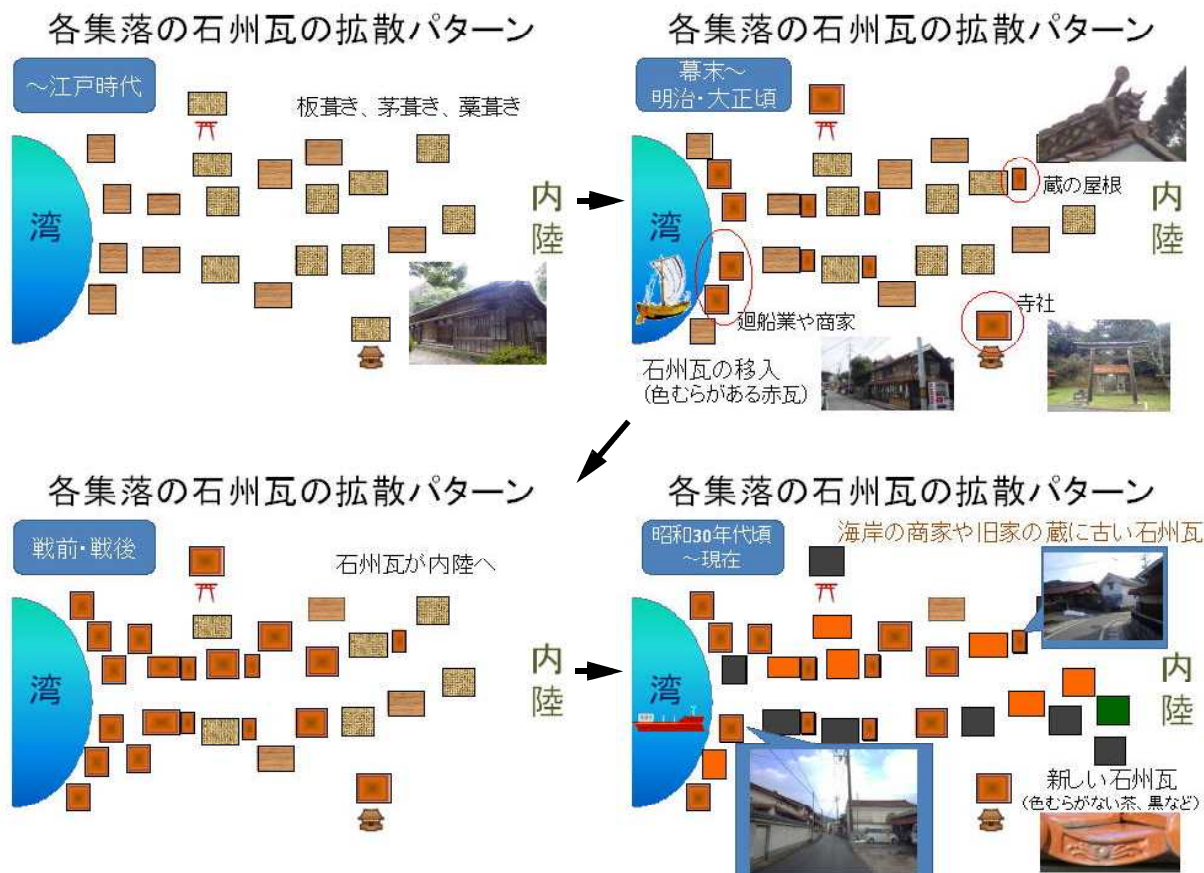 各集落の石州瓦の拡散パターン
～江戸時代
板葺き、茅葺き、藁葺き
湾
内陸
各集落の石州瓦の拡散パターン
幕末～
明治・大正頃
蔵の屋根
湾
内陸
廻船業や商家
寺社
石州瓦の移入
(色むらがある赤瓦)
各集落の石州瓦の拡散パターン
戦前・戦後
石州瓦が内陸へ
湾
内陸
各集落の石州瓦の拡散パターン
昭和30年代頃
～現在
海岸の商家や旧家の蔵に古い石州瓦
湾
内陸
新しい石州瓦
(色むらがない茶、黒など)